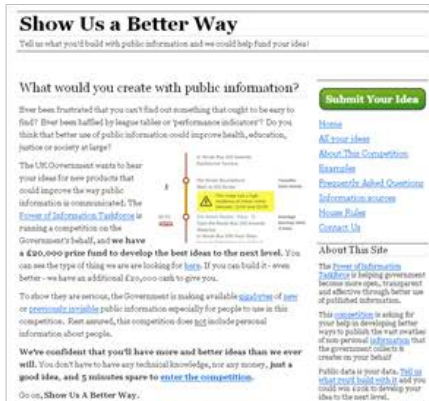 Show Us a Better Way
Tell us what you'd build with public information and we could help fund your idea!
What would you create with public information?
Ever been frustrated that you can't find out something that ought to be easy to
find? Ever been baffled by league tables or 'performance indicators'? Do you
think that better use of public information could improve health, education,
justice or society at large?
The UK Government wants to hear
your ideas for new products that
could improve the way public
information is communicated. The
Power of Information Taskforce is
running a competition on the
Government's behalf, and we have
a £20,000 prize fund to develop the best ideas to the next level. You
can see the type of thing we are are looking for here. If you can build it - even
better - we have an additional £10,000 cash to give you.
To show they are serious, the Government is making available gigabytes of new
or previously invisible public information especially for people to use in this
competition. Rest assured, this competition does not include personal
information about people.
We're confident that you'll have more and better ideas than we ever
will. You don't have to have any technical knowledge, nor any money, just a
good idea, and 5 minutes spare to enter the competition.
Go on, Show Us A Better Way.
Submit Your Idea
Home
All your ideas
About This Competition
Examples
Frequently Asked Questions
Information sources
House Rules
Contact Us
About This Site
The Power of Information
Taskforce is helping government
become more open, transparent
and effective through better use
of published information.
This competition is asking for
your help in developing better
ways to publish the vast swathes
of non-personal information that
the government collects &
creates on your behalf
Public data is your data. Tell us
what you'd build with it and you
could win £20k to develop your
idea to the next level.